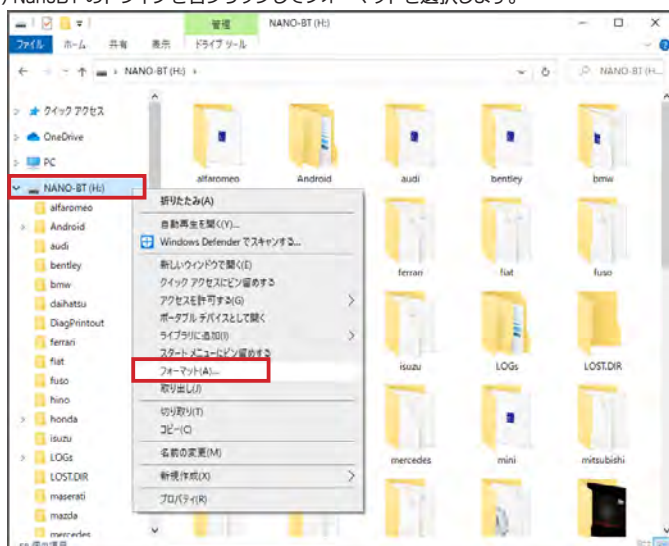 NanoBT のドライブを右クリックしてフォーマットを選択します。
管理
NANO-BT (H:)
ファイル ホーム 共有 表示 ドライブ ツール
NANO-BT (H:)
NANO-BT (H...
クイック アクセス
OneDrive
PC
NANO-BT (H:)
alfaromeo
Android
audi
bentley
bmw
daihatsu
DiagPrintout
ferrari
fiat
fuso
hino
honda
isuzu
LOGs
LOST.DIR
maserati
mazda
mercedes
折りたたみ(A)
自動再生を開く(Y)...
Windows Defender でスキャンする...
新しいウィンドウで開く(E)
クイック アクセスにピン留めする
アクセスを許可する(G)
ポータブル デバイスとして開く
ライブラリに追加(I)
スタート メニューにピン留めする
フォーマット(A)...
取り出し(J)
切り取り(T)
コピー(C)
名前の変更(M)
新規作成(X)
プロパティ(R)
alfaromeo Android audi bentley bmw
ferrari fiat fuso
isuzu LOGs LOST.DIR
mercedes mini mitsubishi